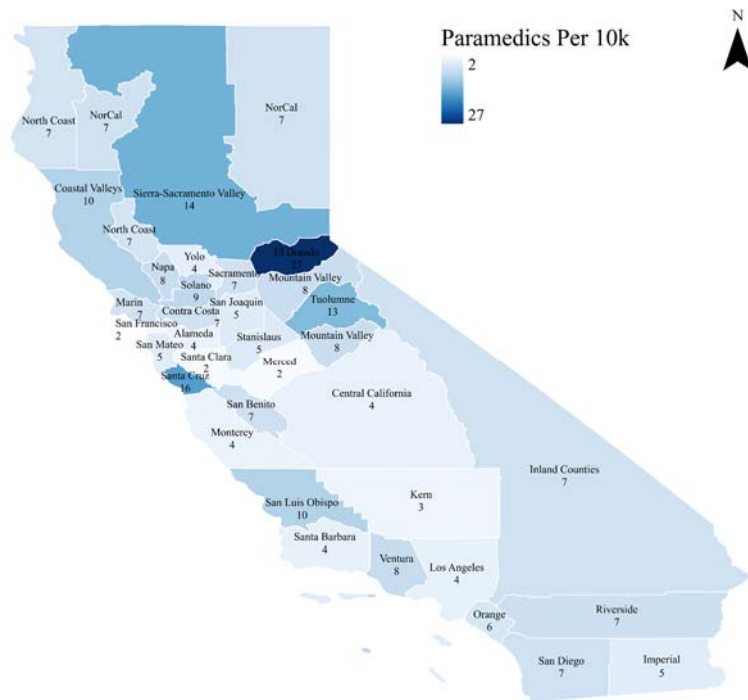 N
Paramedics Per 10k
2
27
NorCal
7
North Coast
7
NorCal
7
Coastal Valleys
10
Sierra-Sacramento Valley
14
North Coast
7
Yolo
4
El Dorado
27
Napa
8
Solano
9
Sacramento
7
Mountain Valley
8
Tuolumne
13
Marin
7
Contra Costa
7
San Joaquin
5
San Francisco
2
Alameda
4
Stanislaus
5
Mountain Valley
8
San Mateo
5
Santa Clara
2
Merced
2
Santa Cruz
16
San Benito
7
Central California
4
Monterey
4
Inland Counties
7
San Luis Obispo
10
Kern
3
Santa Barbara
4
Ventura
8
Los Angeles
4
Orange
6
Riverside
7
San Diego
7
Imperial
5